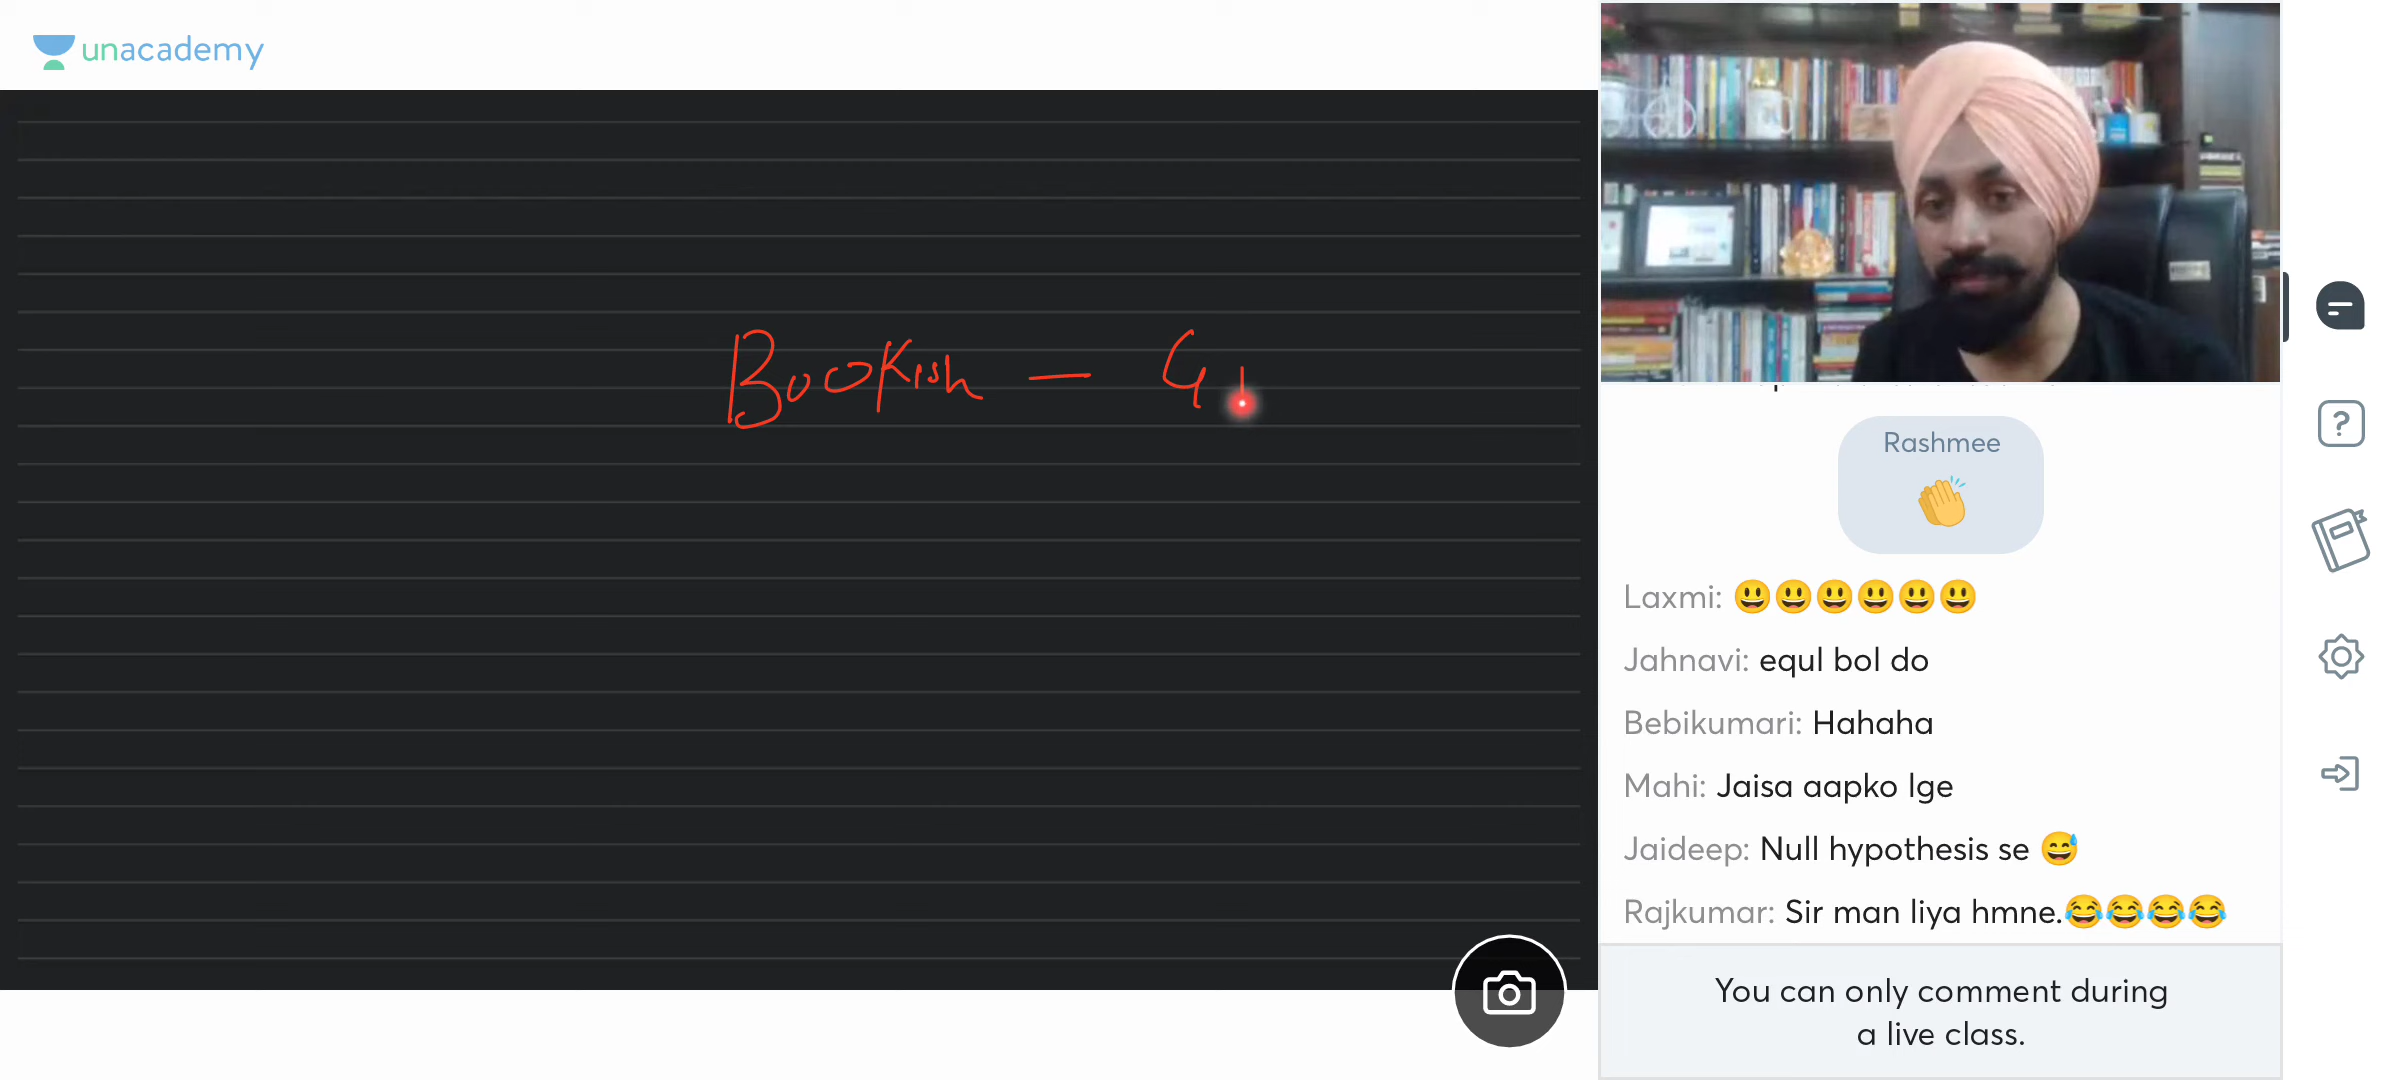 unacademy
Bookish –
Rashmee
👏
Laxmi: 😃😃😃😃😃😃
Jahnavi: equl bol do
Bebikumari: Hahaha
Mahi: Jaisa aapko lge
Jaideep: Null hypothesis se 😅
Rajkumar: Sir man liya hmne.😂😂😂😂
You can only comment during
a live class.